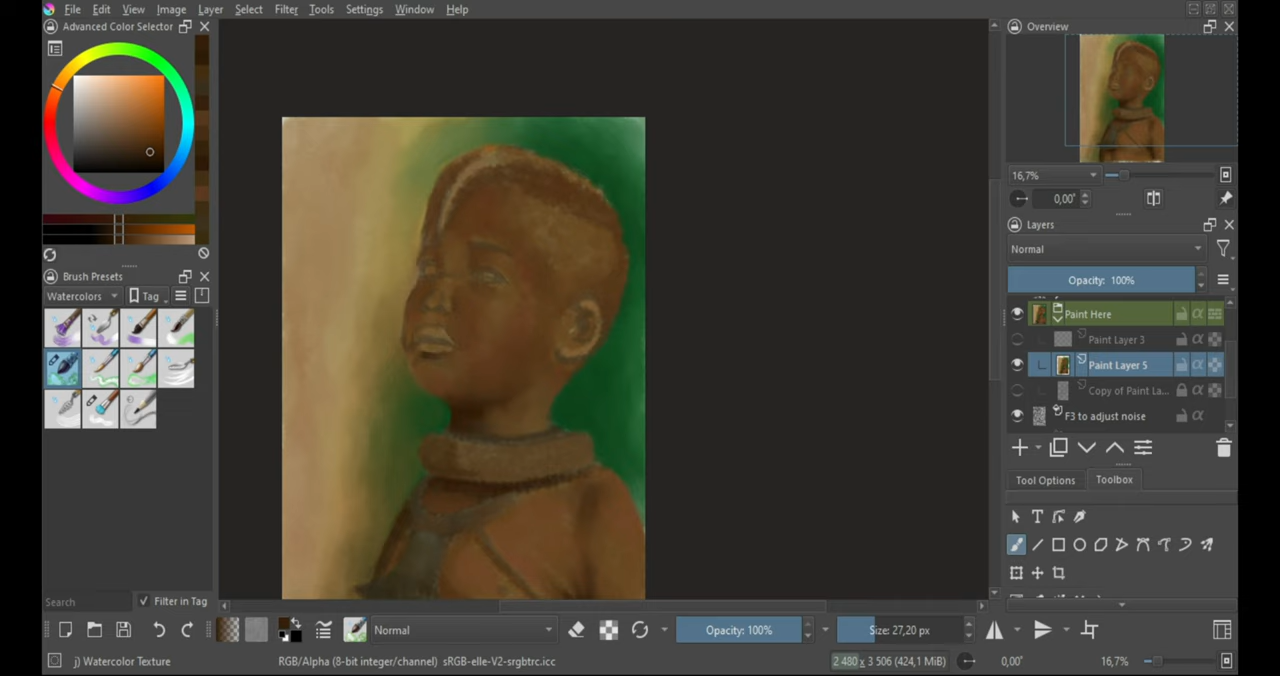 File Edit View Image Layer Select Filter Tools Settings Window Help
Advanced Color Selector
Overview
16,7%
0,00°
Layers
Normal
Opacity: 100%
Paint Here
Paint Layer 3
Paint Layer 5
Copy of Paint La...
F3 to adjust noise
Tool Options Toolbox
Brush Presets
Watercolors Tag
Search Filter in Tag
Normal Opacity: 100% Size: 27,20 px
j) Watercolor Texture RGB/Alpha (8-bit integer/channel) sRGB-elle-V2-srgbtrc.icc 2 480 x 3 506 (424,1 MiB) 0,00° 16,7%